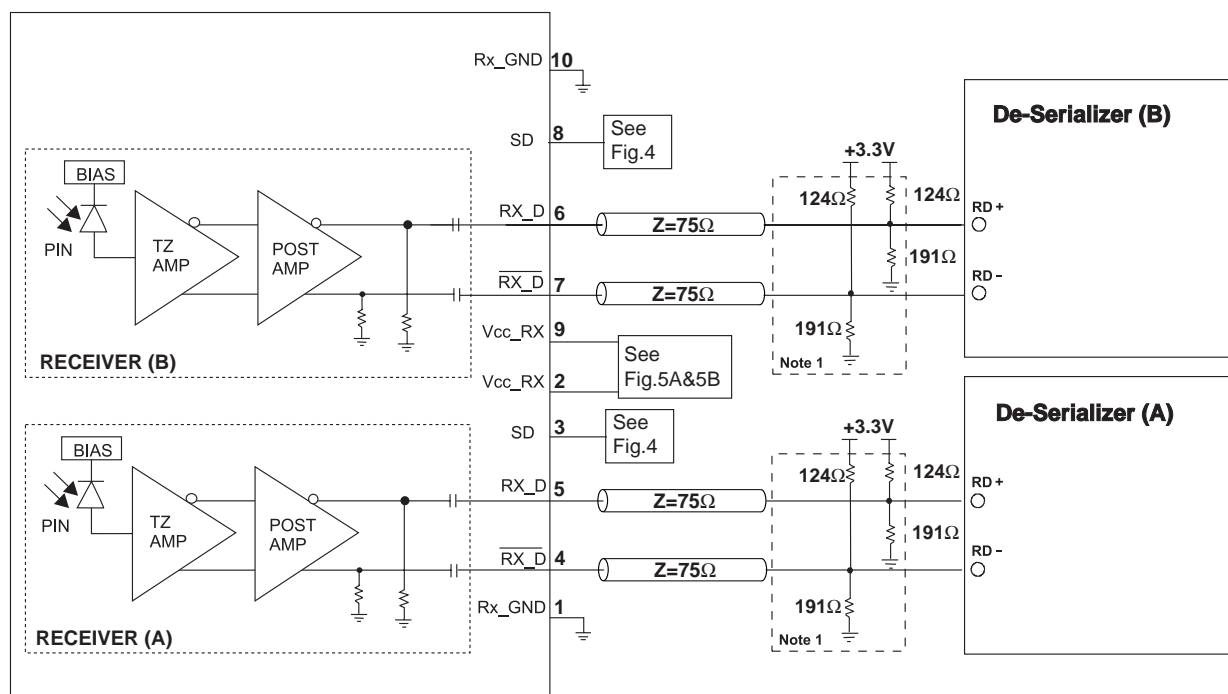 Rx_GND 10
De-Serializer (B)
SD 8
See
Fig.4
+3.3V
BIAS
124Ω
124Ω
PIN
TZ
AMP
POST
AMP
RX_D 6
Z=75Ω
RD +
191Ω
RX_D 7
Z=75Ω
RD –
191Ω
Note 1
Vcc_RX 9
RECEIVER (B)
See
Fig.5A&5B
Vcc_RX 2
De-Serializer (A)
SD 3
See
Fig.4
+3.3V
BIAS
124Ω
124Ω
PIN
TZ
AMP
POST
AMP
RX_D 5
Z=75Ω
RD +
191Ω
RX_D 4
Z=75Ω
RD –
Rx_GND 1
191Ω
Note 1
RECEIVER (A)